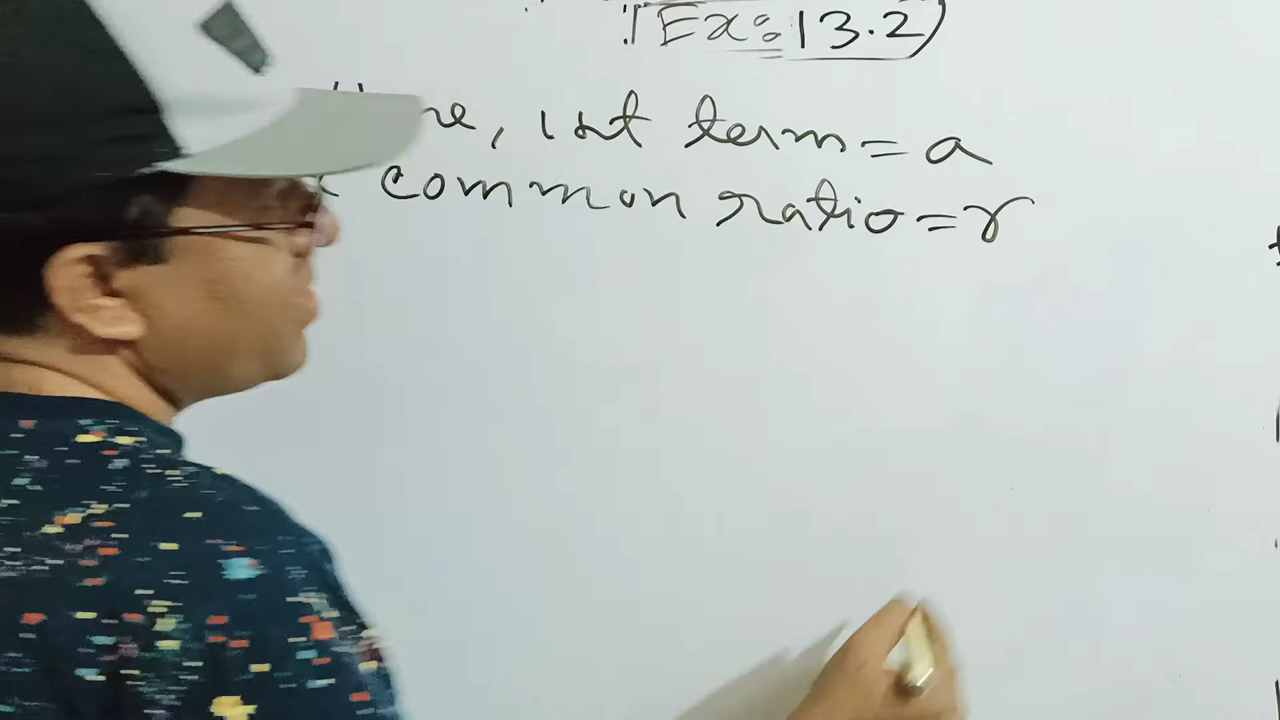 Ex: 13.2)
1st term = a
common ratio = r